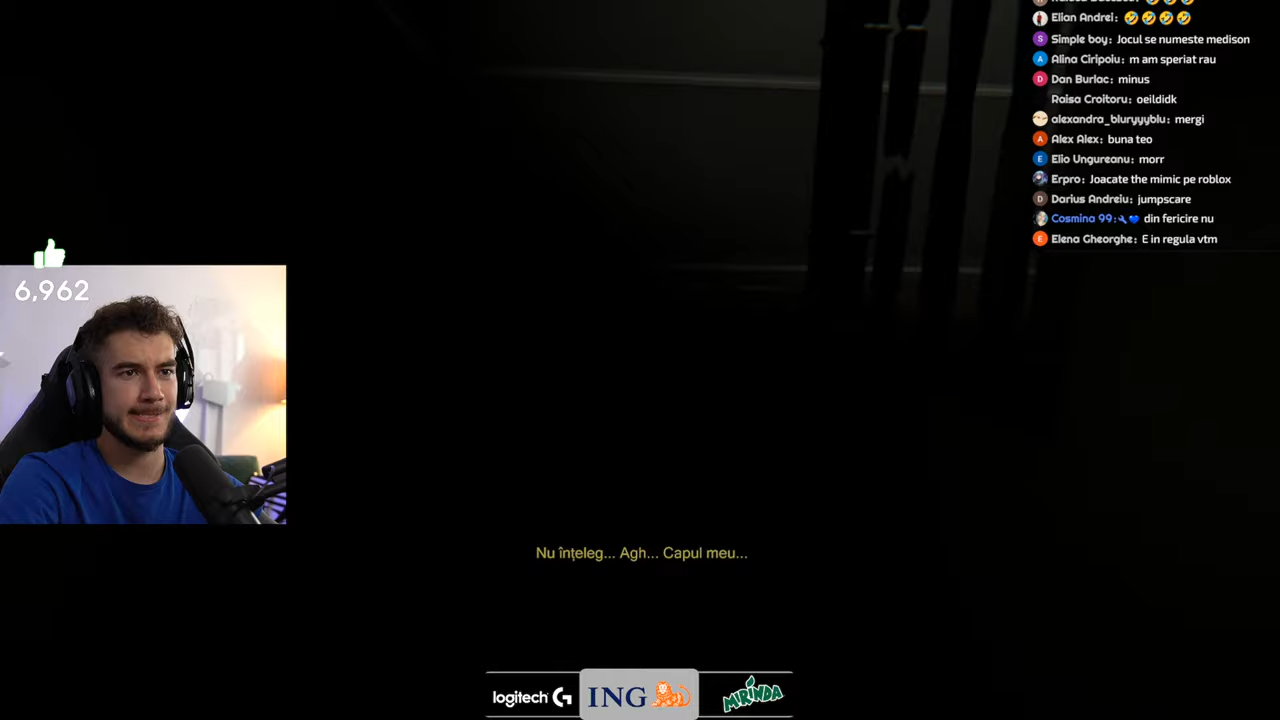 Elian Andrei: 🤣🤣🤣🤣
Simple boy: Jocul se numeste medison
Alina Ciripoiu: m am speriat rau
Dan Burlac: minus
Raisa Croitoru: oeildidk
alexandra_bluryyyblu: mergi
Alex Alex: buna teo
Elio Ungureanu: morr
Erpro: Joacate the mimic pe roblox
Darius Andreiu: jumpscare
Cosmina 99:🔧💙 din fericire nu
Elena Gheorghe: E in regula vtm
6,962
Nu înțeleg... Agh... Capul meu...
logitech G
ING
MIRINDA